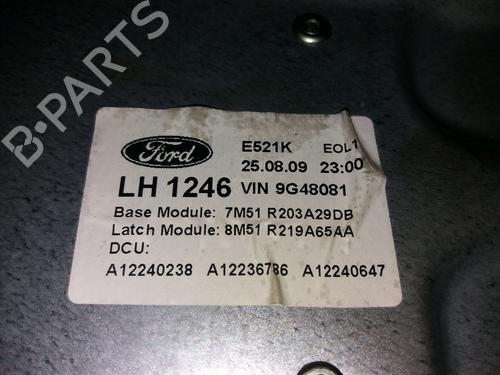 B-PARTS
Ford
E521K EOL1
25.08.09 23:00
LH 1246 VIN 9G48081
Base Module: 7M51 R203A29DB
Latch Module: 8M51 R219A65AA
DCU:
A12240238 A12236786 A12240647